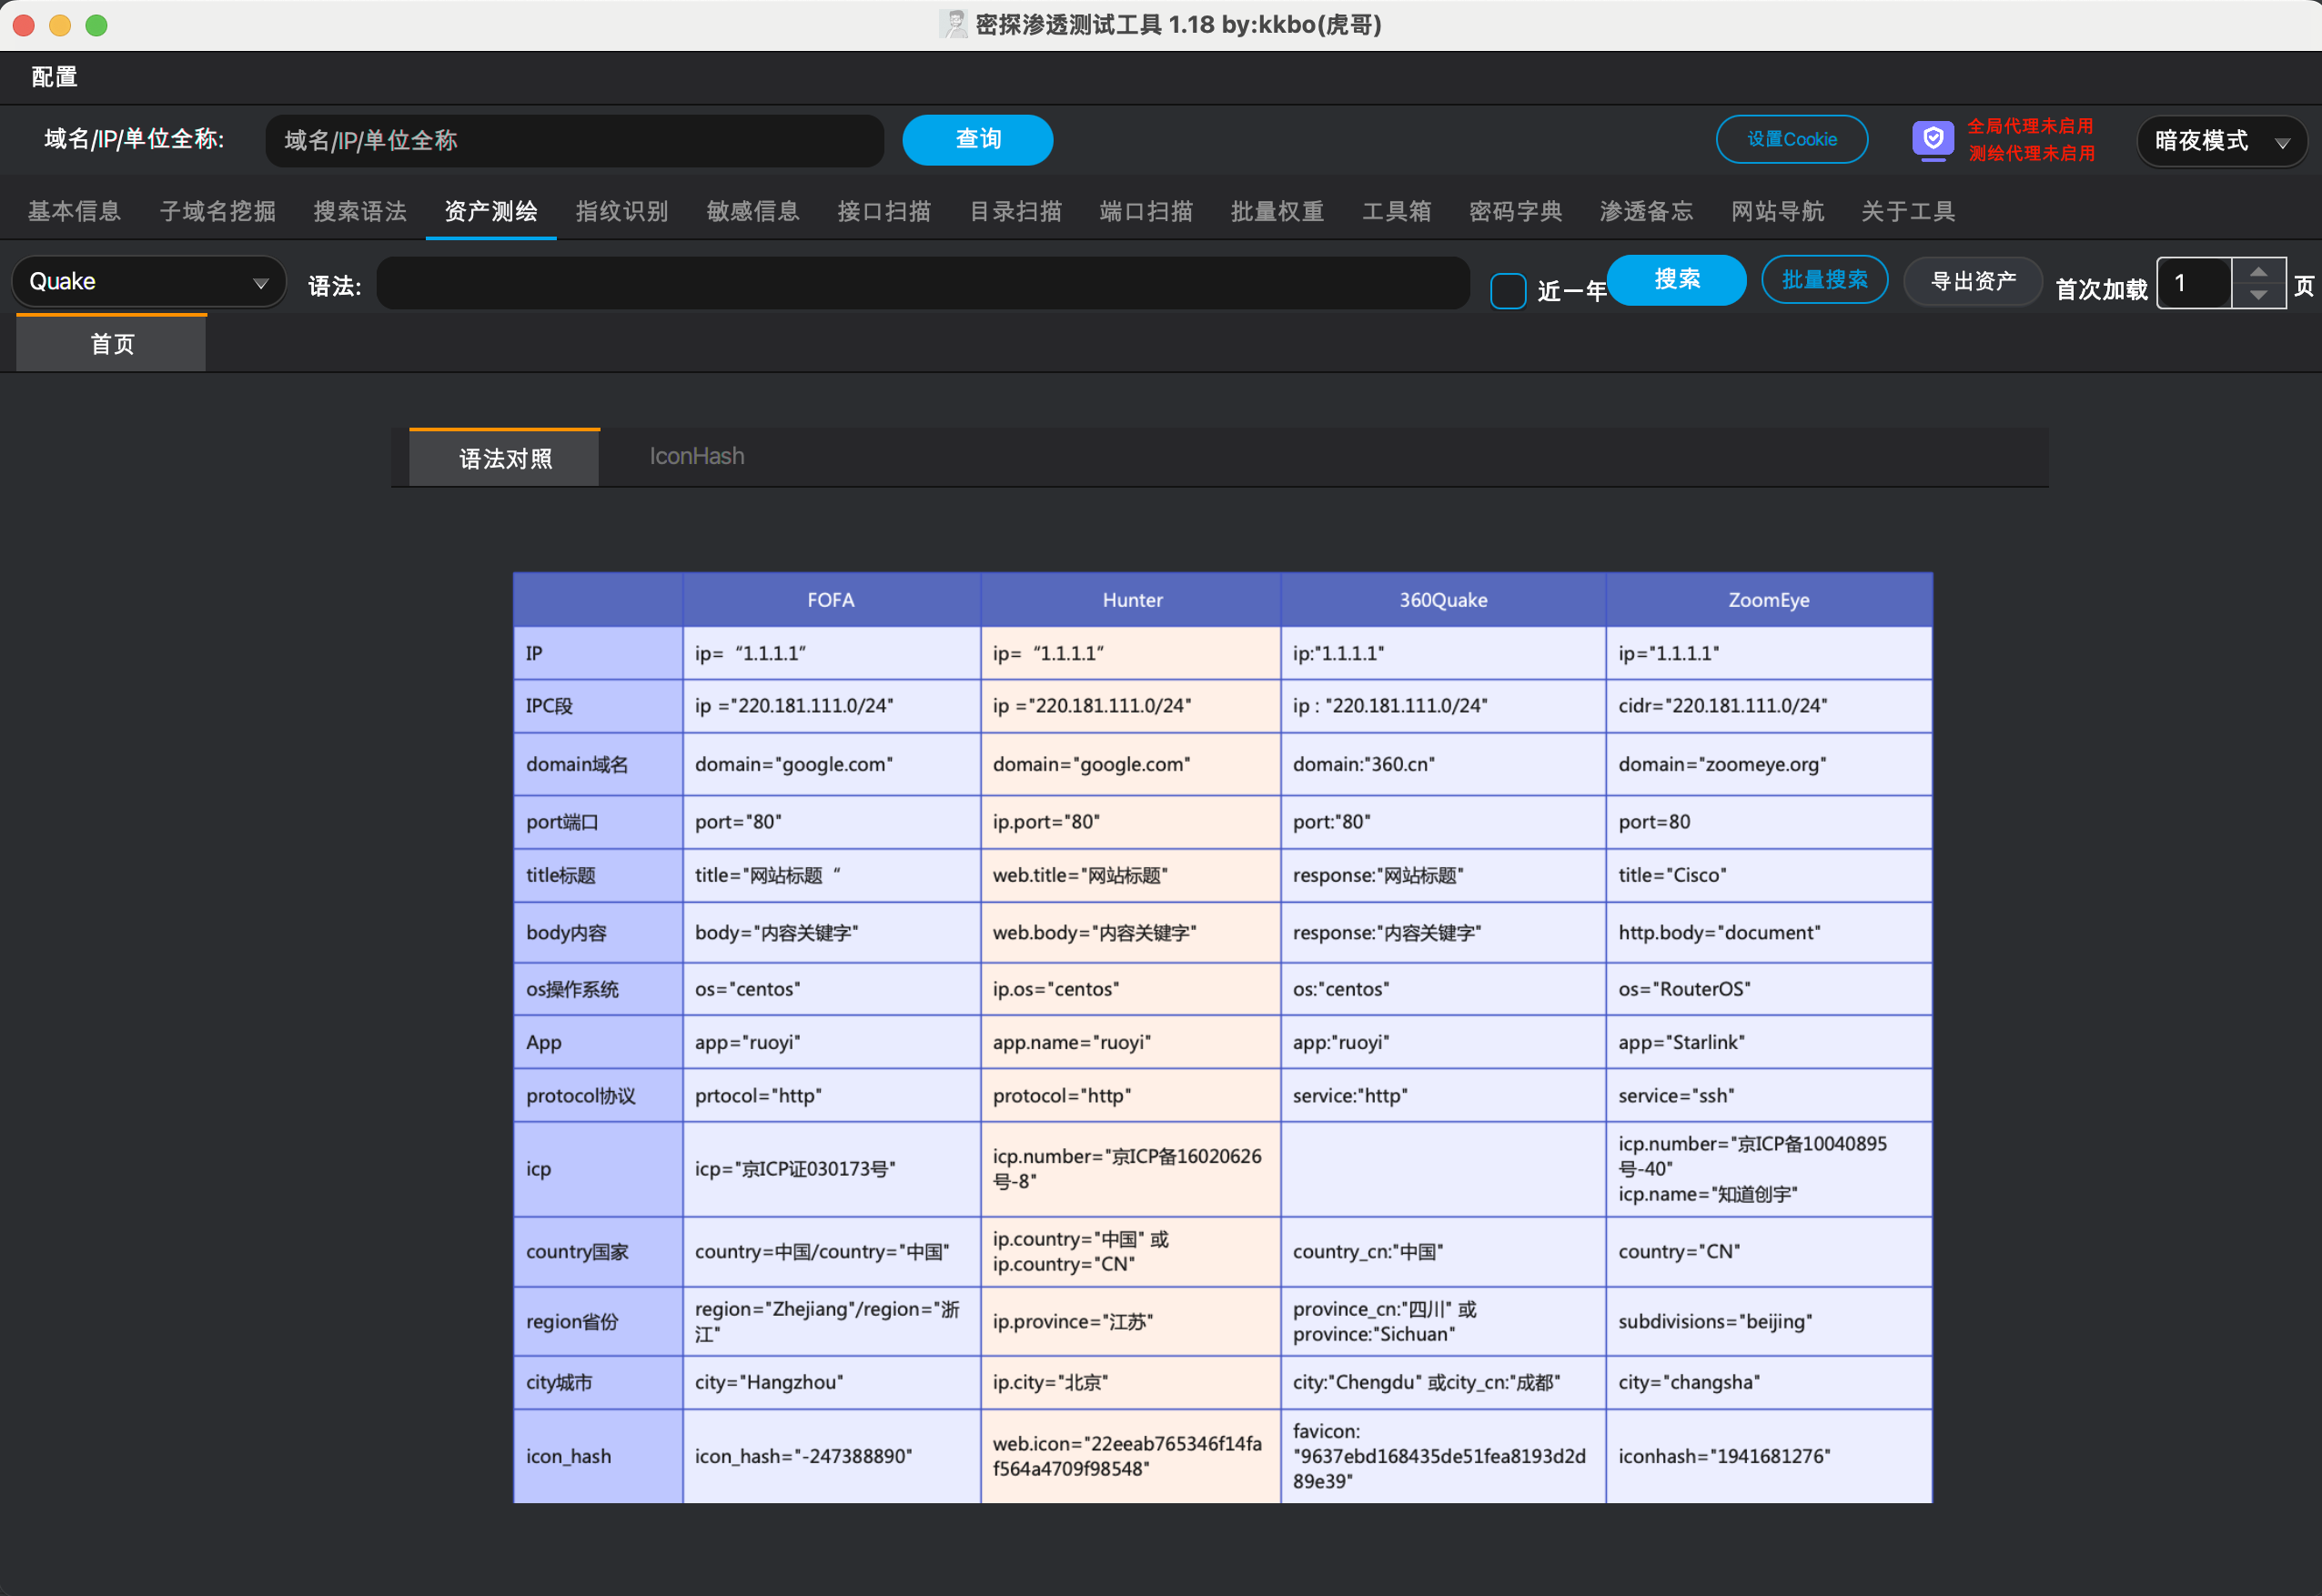 密探渗透测试工具 1.18 by:kkbo(虎哥)
配置
域名/IP/单位全称: 域名/IP/单位全称 查询 设置Cookie 全局代理未启用 暗夜模式
测绘代理未启用
基本信息 子域名挖掘 搜索语法 资产测绘 指纹识别 敏感信息 接口扫描 目录扫描 端口扫描 批量权重 工具箱 密码字典 渗透备忘 网站导航 关于工具
Quake 语法: 近一年 搜索 批量搜索 导出资产 首次加载 1 页
首页
语法对照 IconHash
FOFA Hunter 360Quake ZoomEye
IP ip= “1.1.1.1” ip= “1.1.1.1” ip:"1.1.1.1" ip="1.1.1.1"
IPC段 ip ="220.181.111.0/24" ip ="220.181.111.0/24" ip : "220.181.111.0/24" cidr="220.181.111.0/24"
domain域名 domain="google.com" domain="google.com" domain:"360.cn" domain="zoomeye.org"
port端口 port="80" ip.port="80" port:"80" port=80
title标题 title="网站标题 “ web.title="网站标题" response:"网站标题" title="Cisco"
body内容 body="内容关键字" web.body="内容关键字" response:"内容关键字" http.body="document"
os操作系统 os="centos" ip.os="centos" os:"centos" os="RouterOS"
App app="ruoyi" app.name="ruoyi" app:"ruoyi" app="Starlink"
protocol协议 prtocol="http" protocol="http" service:"http" service="ssh"
icp icp="京ICP证030173号" icp.number="京ICP备16020626
号-8" icp.number="京ICP备10040895
号-40"
icp.name="知道创宇"
country国家 country=中国/country="中国" ip.country="中国" 或
ip.country="CN" country_cn:"中国" country="CN"
region省份 region="Zhejiang"/region="浙
江" ip.province="江苏" province_cn:"四川" 或
province:"Sichuan" subdivisions="beijing"
city城市 city="Hangzhou" ip.city="北京" city:"Chengdu" 或city_cn:"成都" city="changsha"
icon_hash icon_hash="-247388890" web.icon="22eeab765346f14fa
f564a4709f98548" favicon:
"9637ebd168435de51fea8193d2d
89e39" iconhash="1941681276"